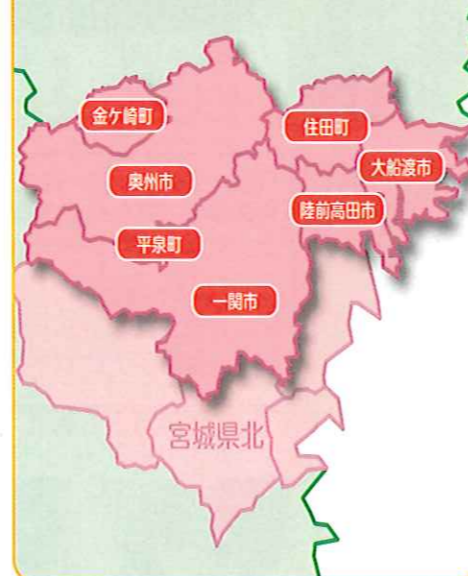 金ケ崎町
住田町
大船渡市
奥州市
陸前高田市
平泉町
一関市
宮城県北